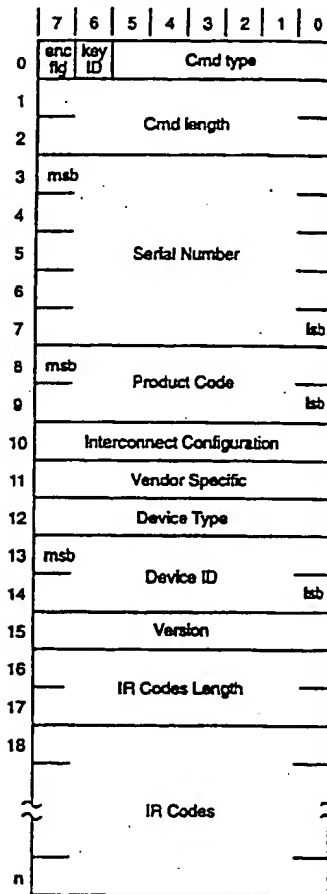 7 6 5 4 3 2 1 0
0 enc flg key ID Cmd type
1
Cmd length
2
3 msb
4
5 Serial Number
6
7 lsb
8 msb
Product Code
9 lsb
10 Interconnect Configuration
11 Vendor Specific
12 Device Type
13 msb
Device ID
14 lsb
15 Version
16
IR Codes Length
17
18
IR Codes
n